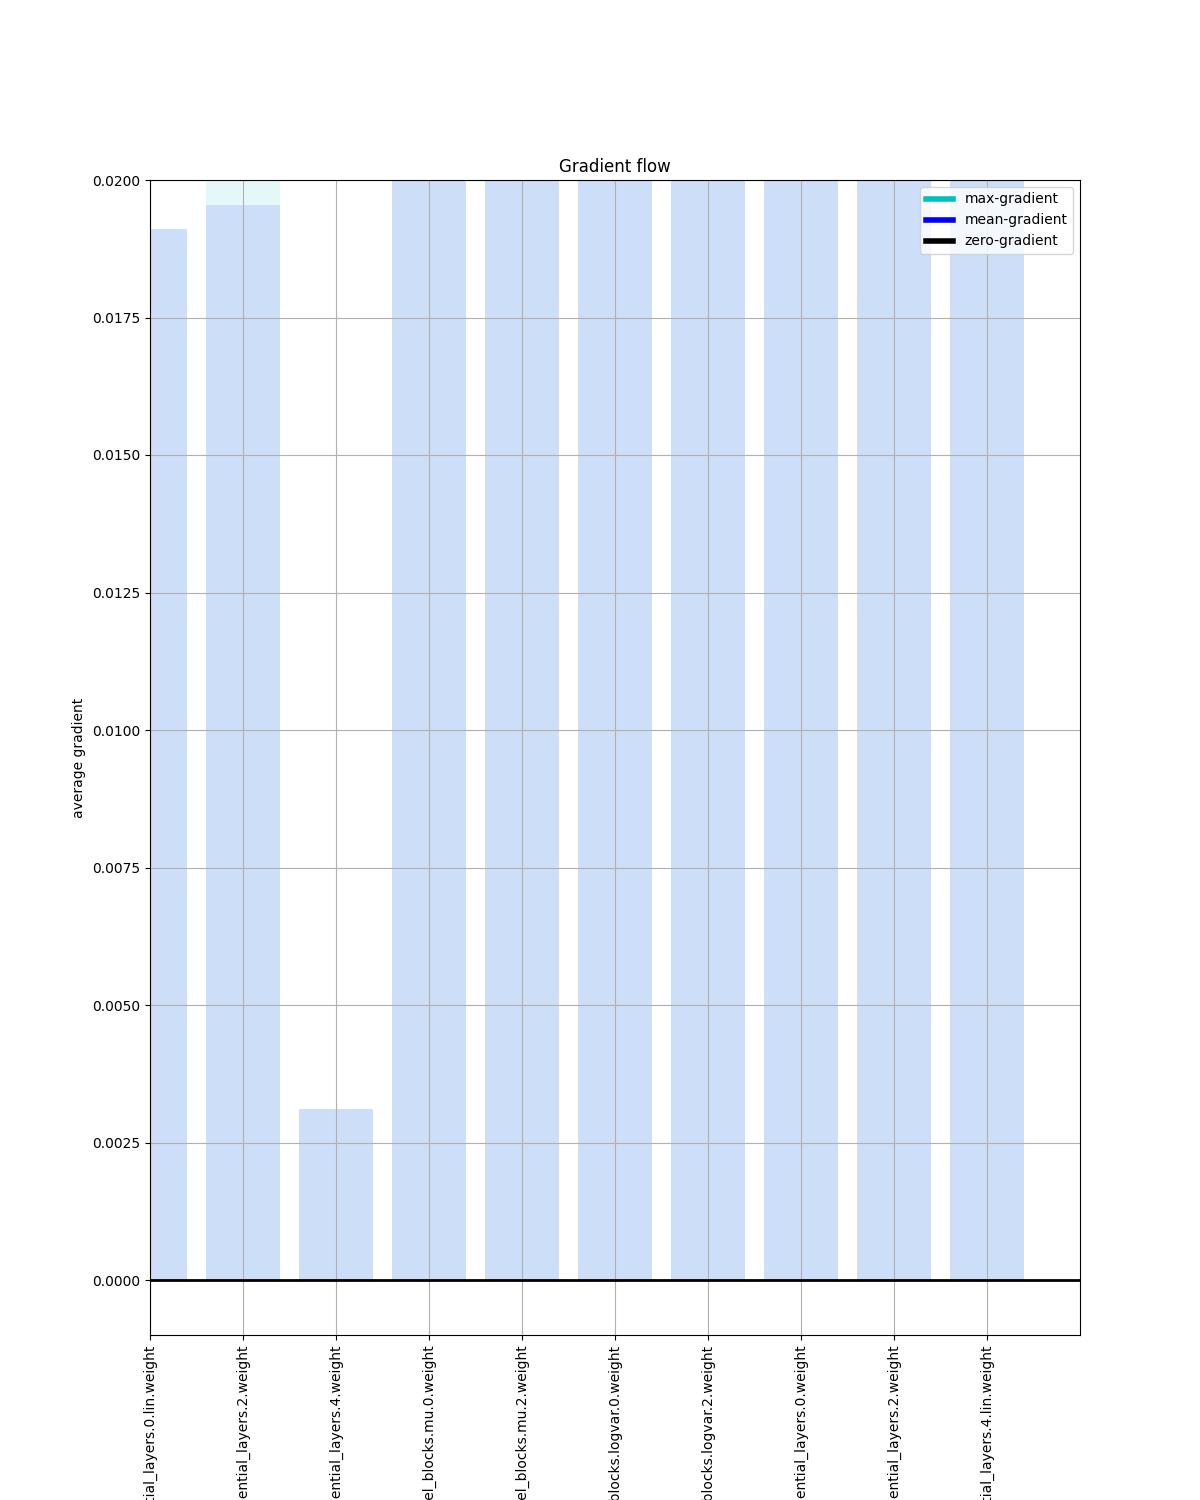 Gradient flow
0.0200
0.0175
0.0150
0.0125
0.0100
0.0075
0.0050
0.0025
0.0000
average gradient
max-gradient
mean-gradient
zero-gradient
tial_layers.0.lin.weight
ential_layers.2.weight
ential_layers.4.weight
el_blocks.mu.0.weight
el_blocks.mu.2.weight
blocks.logvar.0.weight
blocks.logvar.2.weight
ential_layers.0.weight
ential_layers.2.weight
tial_layers.4.lin.weight